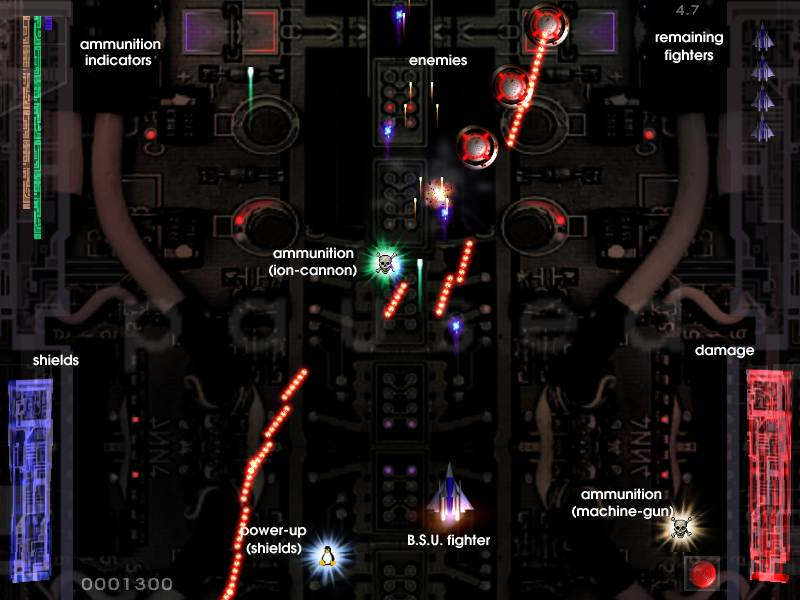 4.7
ammunition
indicators
enemies
remaining
fighters
ammunition
(ion-cannon)
paused
shields
damage
ammunition
(machine-gun)
power-up
(shields)
B.S.U. fighter
0001300